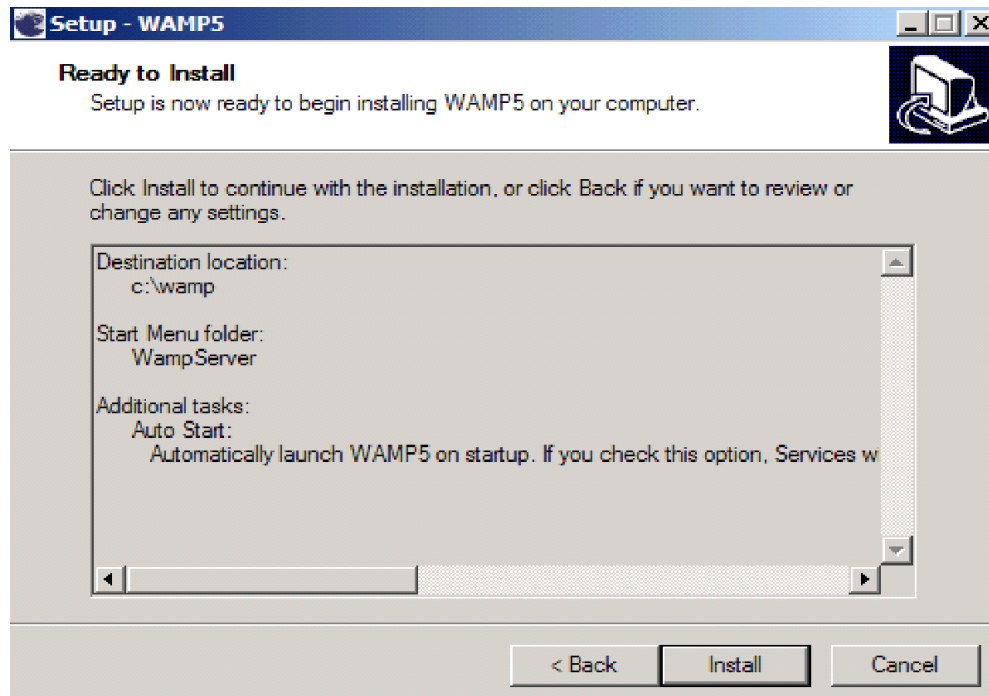 Setup - WAMP5
Ready to Install
Setup is now ready to begin installing WAMP5 on your computer.
Click Install to continue with the installation, or click Back if you want to review or
change any settings.
Destination location:
c:\wamp
Start Menu folder:
WampServer
Additional tasks:
Auto Start:
Automatically launch WAMP5 on startup. If you check this option, Services w
< Back
Install
Cancel